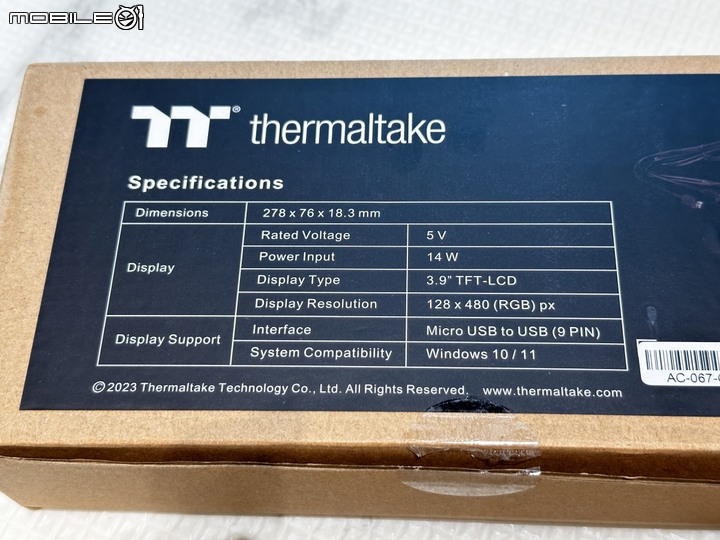 MOBILE01
thermaltake®
Specifications
Dimensions 278 x 76 x 18.3 mm
Display Rated Voltage 5 V
Power Input 14 W
Display Type 3.9" TFT-LCD
Display Resolution 128 x 480 (RGB) px
Display Support Interface Micro USB to USB (9 PIN)
System Compatibility Windows 10 / 11
AC-067-
©2023 Thermaltake Technology Co., Ltd. All Rights Reserved. www.thermaltake.com